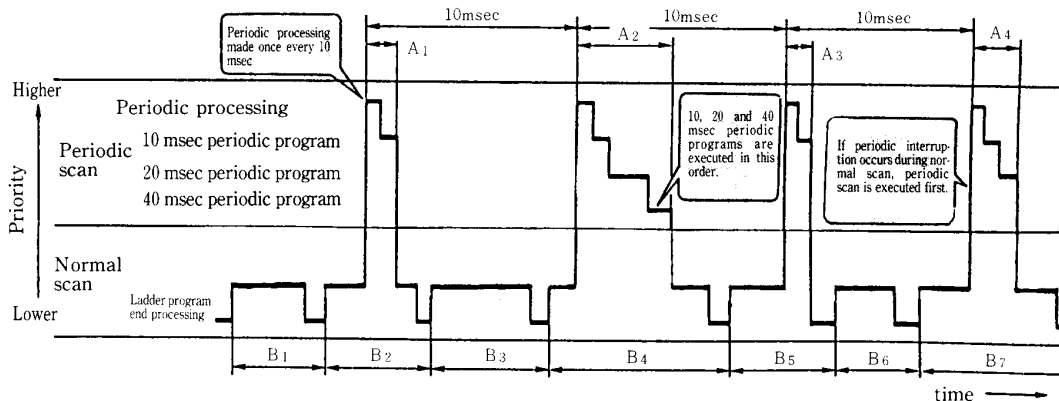 10msec 10msec 10msec
A1 A2 A3 A4
Periodic processing
made once every 10
msec
Higher
Priority
Lower
Periodic processing
Periodic
scan
10 msec periodic program
20 msec periodic program
40 msec periodic program
10, 20 and 40
msec periodic
programs are
executed in this
order.
If periodic interrup-
tion occurs during nor-
mal scan, periodic
scan is executed first.
Normal
scan
Ladder program
end processing
B1 B2 B3 B4 B5 B6 B7
time